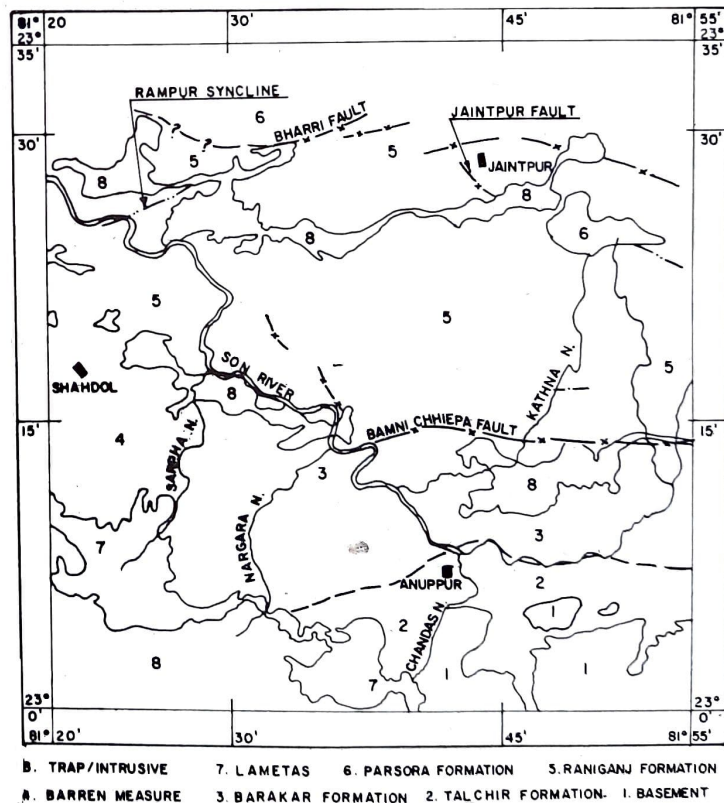 81° 20' 30' 45' 81° 55'
23° 35' 23° 35'
RAMPUR SYNCLINE
6
BHARRI FAULT
JAINTPUR FAULT
30' 30'
? ?
5
5
JAINTPUR
8
8
8
6
5
5
5
SHAHDOL
SON RIVER
8
KATHNA N.
15' 15'
BAMNI CHHIEPA FAULT
4
SARPHA N.
3
8
NARGARA N.
7
3
ANUPPUR
2
2
1
CHANDAS N.
8
7
1
1
23° 0' 23° 0'
81° 20' 30' 45' 81° 55'
8. TRAP/INTRUSIVE 7. LAMETAS 6. PARSORA FORMATION 5. RANIGANJ FORMATION
4. BARREN MEASURE 3. BARAKAR FORMATION 2. TALCHIR FORMATION. 1. BASEMENT